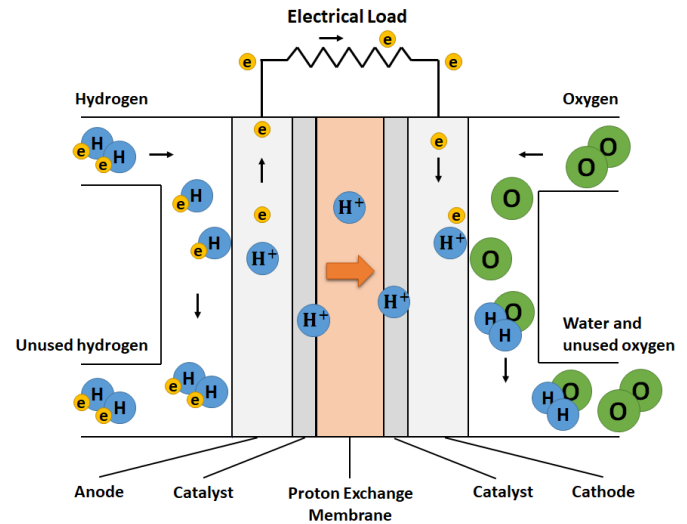 Electrical Load
e
e
e
Hydrogen
Oxygen
e
H
H
e
e
e
O
O
H
e
O
e
e
H+
H
e
H+
H+
O
H+
H+
H
O
H
Unused hydrogen
Water and
unused oxygen
H
H
e
e
H
H
e
e
H
O
H
O
O
Anode
Catalyst
Proton Exchange
Membrane
Catalyst
Cathode